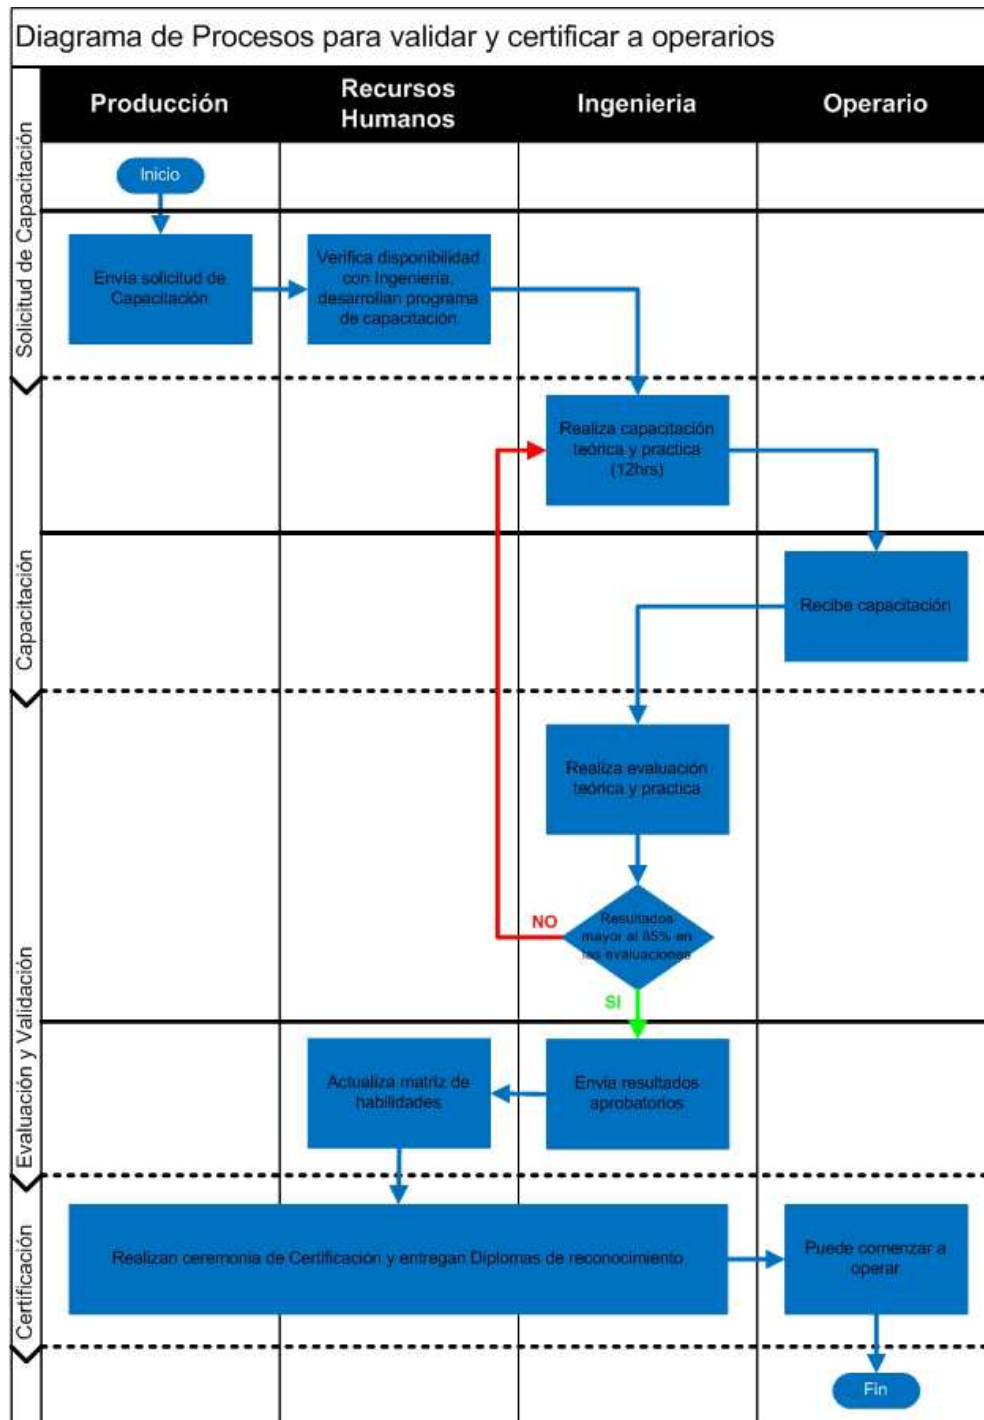 Diagrama de Procesos para validar y certificar a operarios
Producción
Recursos
Humanos
Ingenieria
Operario
Solicitud de Capacitación
Inicio
Envía solicitud de
Capacitación
Verifica disponibilidad
con Ingeniería,
desarrollan programa
de capacitación
Capacitación
Realiza capacitación
teórica y practica
(12hrs)
Recibe capacitación
Evaluación y Validación
Realiza evaluación
teórica y practica
Resultados
mayor al 85% en
las evaluaciones
NO
SI
Envía resultados
aprobatorios
Actualiza matriz de
habilidades
Certificación
Realizan ceremonia de Certificación y entregan Diplomas de reconocimiento
Puede comenzar a
operar
Fin